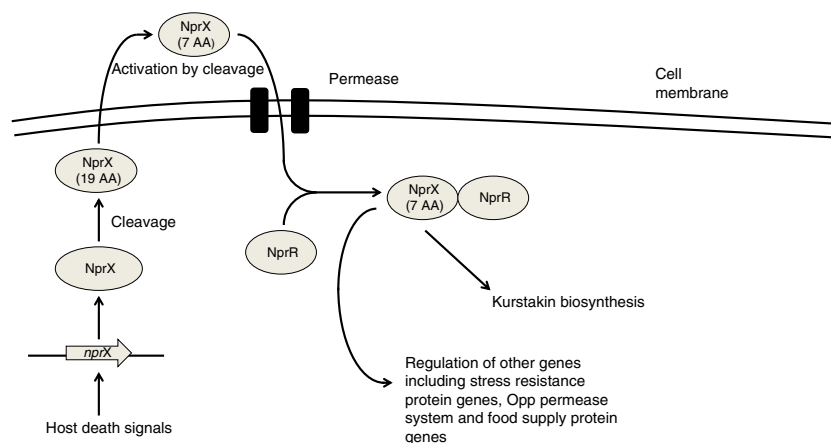 NprX
(7 AA)
Activation by cleavage
Permease
Cell
membrane
NprX
(19 AA)
Cleavage
NprX
(7 AA)
NprR
NprR
NprX
Kurstakin biosynthesis
nprX
Regulation of other genes
including stress resistance
protein genes, Opp permease
system and food supply protein
genes
Host death signals